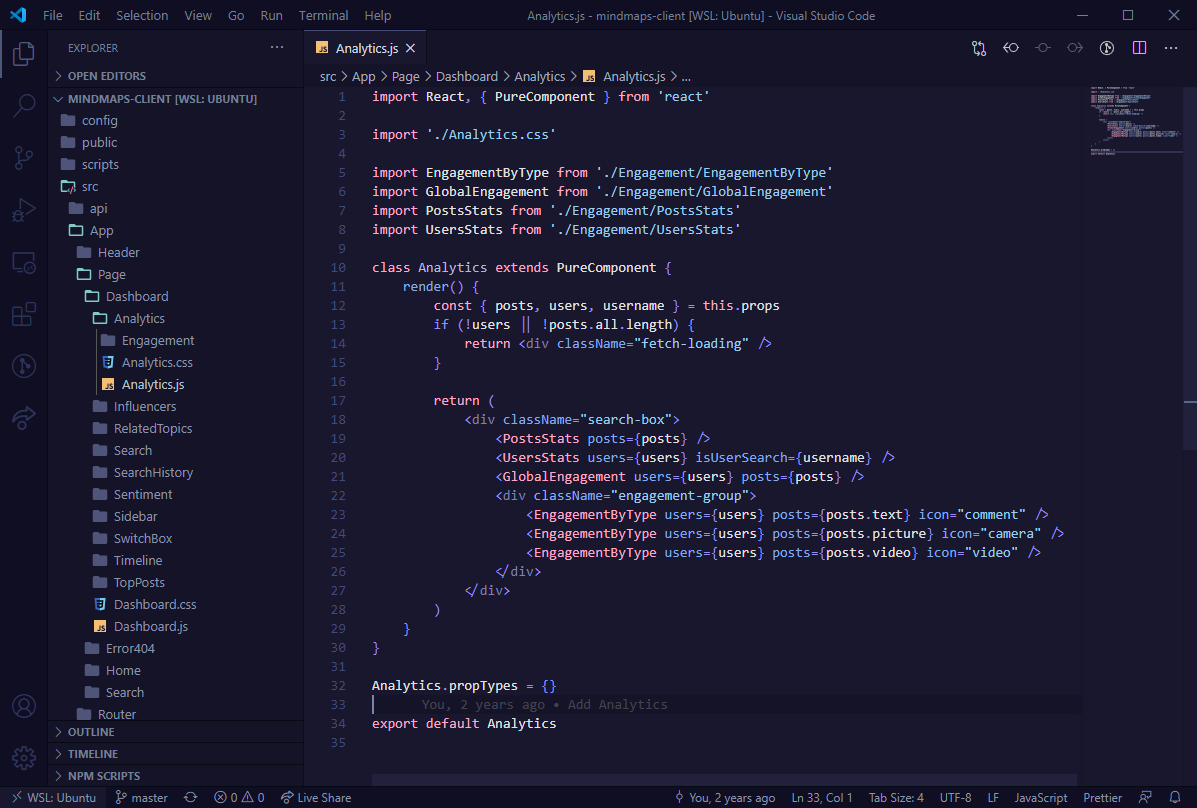 File Edit Selection View Go Run Terminal Help
Analytics.js - mindmaps-client [WSL: Ubuntu] - Visual Studio Code
EXPLORER
OPEN EDITORS
MINDMAPS-CLIENT [WSL: UBUNTU]
config
public
scripts
src
api
App
Header
Page
Dashboard
Analytics
Engagement
Analytics.css
JS Analytics.js
Influencers
RelatedTopics
Search
SearchHistory
Sentiment
Sidebar
SwitchBox
Timeline
TopPosts
Dashboard.css
JS Dashboard.js
Error404
Home
Search
Router
OUTLINE
TIMELINE
NPM SCRIPTS
JS Analytics.js
src > App > Page > Dashboard > Analytics > JS Analytics.js > ...
1 import React, { PureComponent } from 'react'
2
3 import './Analytics.css'
4
5 import EngagementByType from './Engagement/EngagementByType'
6 import GlobalEngagement from './Engagement/GlobalEngagement'
7 import PostsStats from './Engagement/PostsStats'
8 import UsersStats from './Engagement/UsersStats'
9
10 class Analytics extends PureComponent {
11 render() {
12 const { posts, users, username } = this.props
13 if (!users || !posts.all.length) {
14 return <div className="fetch-loading" />
15 }
16
17 return (
18 <div className="search-box">
19 <PostsStats posts={posts} />
20 <UsersStats users={users} isUserSearch={username} />
21 <GlobalEngagement users={users} posts={posts} />
22 <div className="engagement-group">
23 <EngagementByType users={users} posts={posts.text} icon="comment" />
24 <EngagementByType users={users} posts={posts.picture} icon="camera" />
25 <EngagementByType users={users} posts={posts.video} icon="video" />
26 </div>
27 </div>
28 )
29 }
30 }
31
32 Analytics.propTypes = {}
33 You, 2 years ago • Add Analytics
34 export default Analytics
35
WSL: Ubuntu master 0 0 Live Share You, 2 years ago Ln 33, Col 1 Tab Size: 4 UTF-8 LF JavaScript Prettier